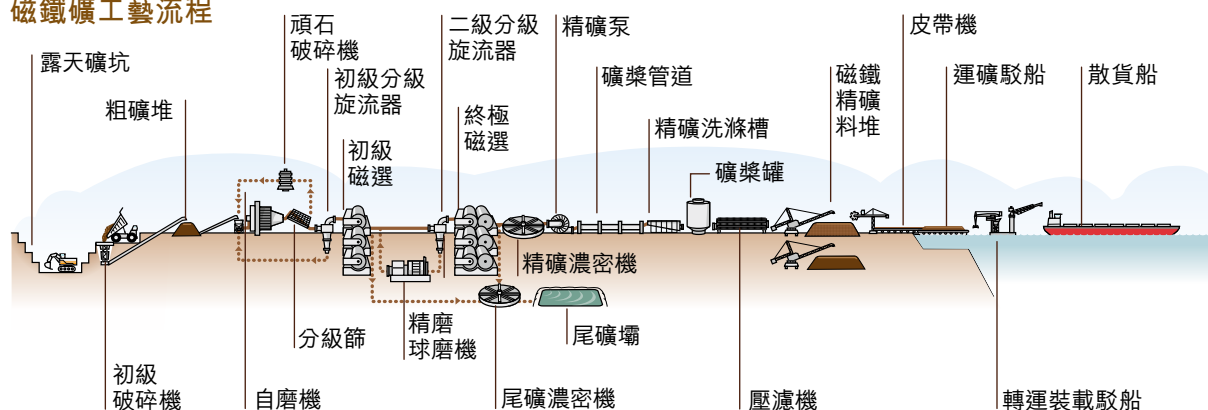 磁鐵礦工藝流程
露天礦坑
粗礦堆
頑石
破碎機
初級分級
旋流器
初級
磁選
二級分級
旋流器
終極
磁選
精礦泵
礦漿管道
精礦洗滌槽
礦漿罐
磁鐵
精礦
料堆
皮帶機
運礦駁船
散貨船
初級
破碎機
自磨機
分級篩
精磨
球磨機
精礦濃密機
尾礦濃密機
尾礦壩
壓濾機
轉運裝載駁船